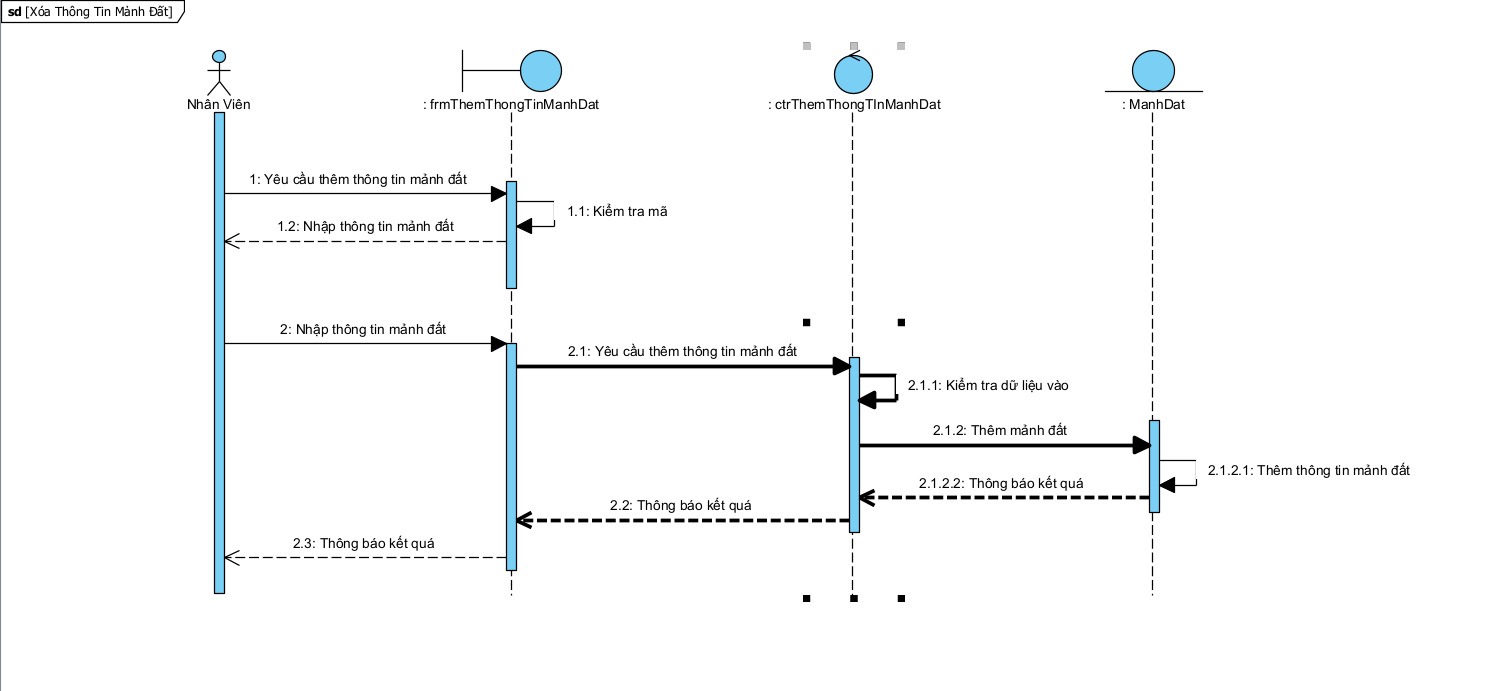 sd [Xóa Thông Tin Mảnh Đất]
Nhân Viên
: frmThemThongTinManhDat
: ctrThemThongTInManhDat
: ManhDat
1: Yêu cầu thêm thông tin mảnh đất
1.1: Kiểm tra mã
1.2: Nhập thông tin mảnh đất
2: Nhập thông tin mảnh đất
2.1: Yêu cầu thêm thông tin mảnh đất
2.1.1: Kiểm tra dữ liệu vào
2.1.2: Thêm mảnh đất
2.1.2.1: Thêm thông tin mảnh đất
2.1.2.2: Thông báo kết quả
2.2: Thông báo kết quả
2.3: Thông báo kết quả